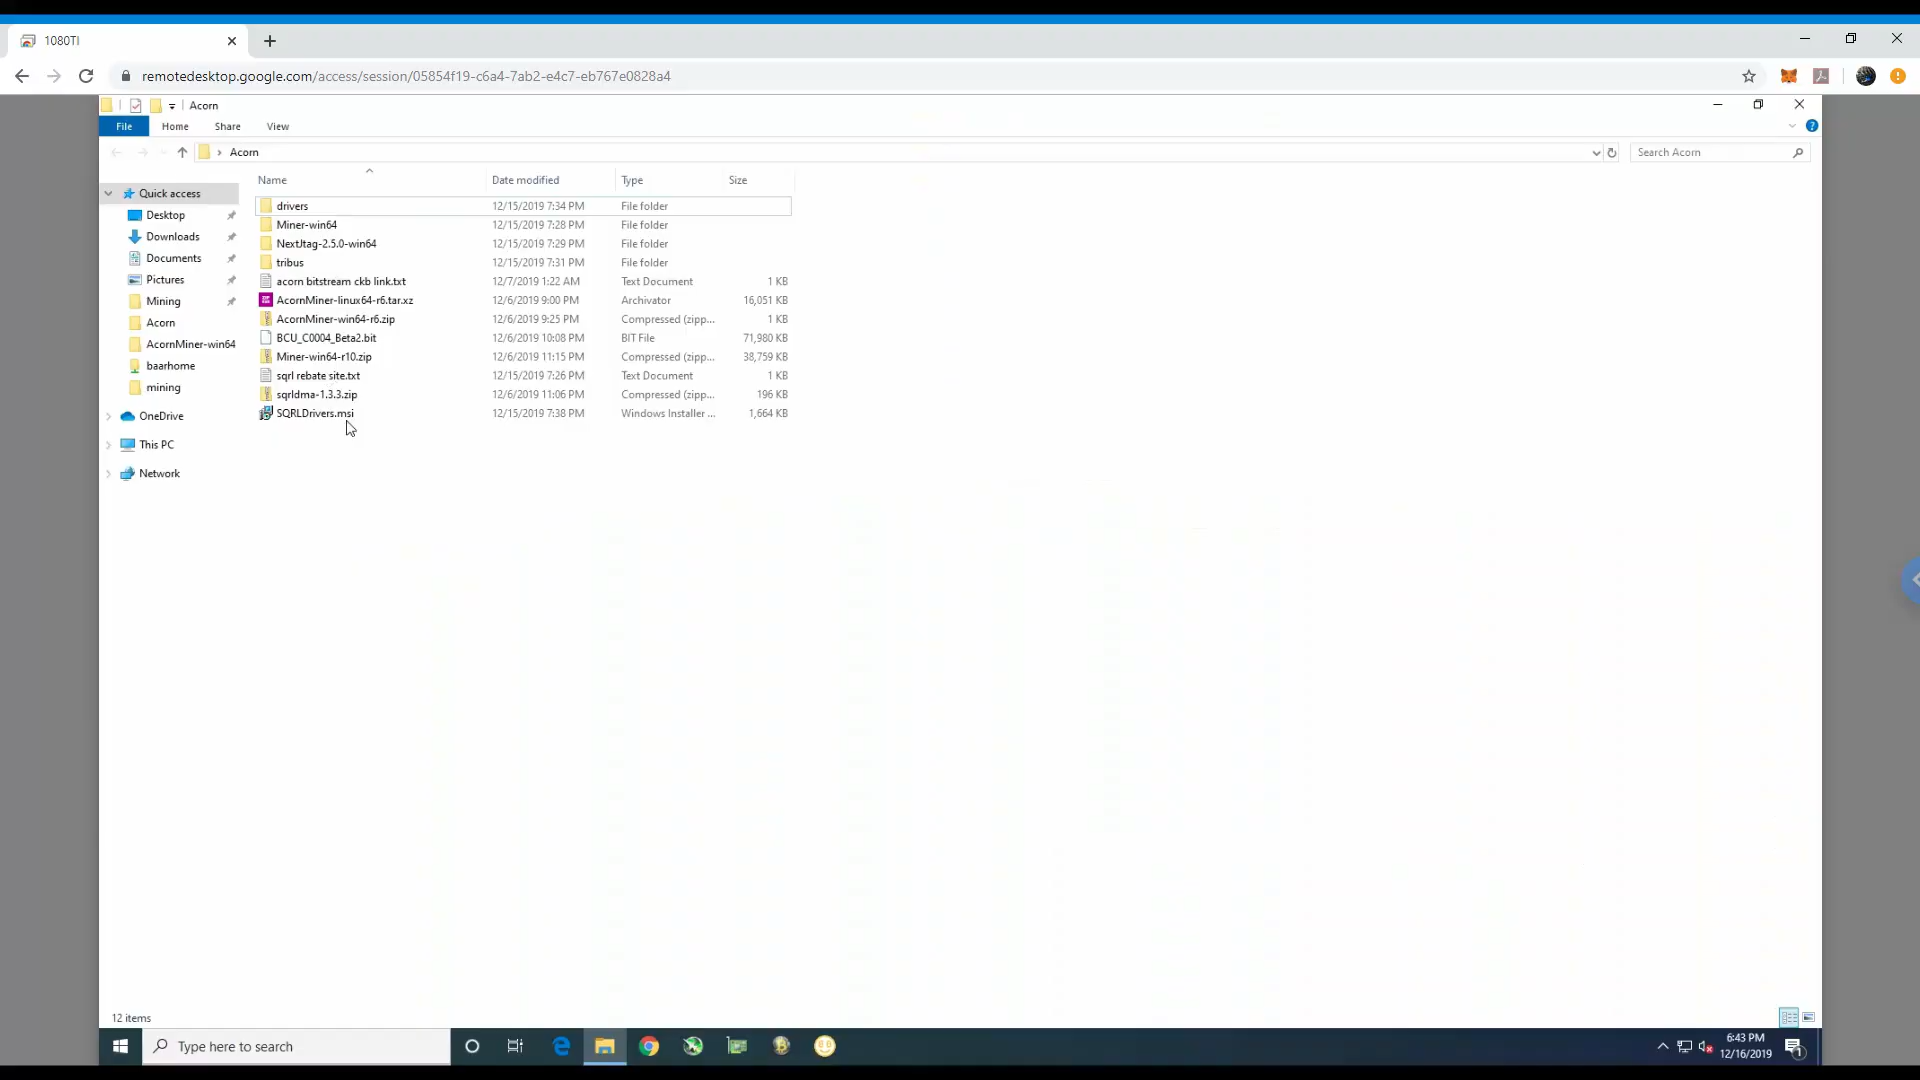 1080TI
remotedesktop.google.com/access/session/05854f19-c6a4-7ab2-e4c7-eb767e0828a4
Acorn
File Home Share View
Acorn
Search Acorn
Name Date modified Type Size
Quick access
Desktop
Downloads
Documents
Pictures
Mining
Acorn
AcornMiner-win64
baarhome
mining
OneDrive
This PC
Network
drivers 12/15/2019 7:34 PM File folder
Miner-win64 12/15/2019 7:28 PM File folder
NextJtag-2.5.0-win64 12/15/2019 7:29 PM File folder
tribus 12/15/2019 7:31 PM File folder
acorn bitstream ckb link.txt 12/7/2019 1:22 AM Text Document 1 KB
AcornMiner-linux64-r6.tar.xz 12/6/2019 9:00 PM Archivator 16,051 KB
AcornMiner-win64-r6.zip 12/6/2019 9:25 PM Compressed (zipp... 1 KB
BCU_C0004_Beta2.bit 12/6/2019 10:08 PM BIT File 71,980 KB
Miner-win64-r10.zip 12/6/2019 11:15 PM Compressed (zipp... 38,759 KB
sqrl rebate site.txt 12/15/2019 7:26 PM Text Document 1 KB
sqrldma-1.3.3.zip 12/6/2019 11:06 PM Compressed (zipp... 196 KB
SQRLDrivers.msi 12/15/2019 7:38 PM Windows Installer ... 1,664 KB
12 items
Type here to search
6:43 PM
12/16/2019
1